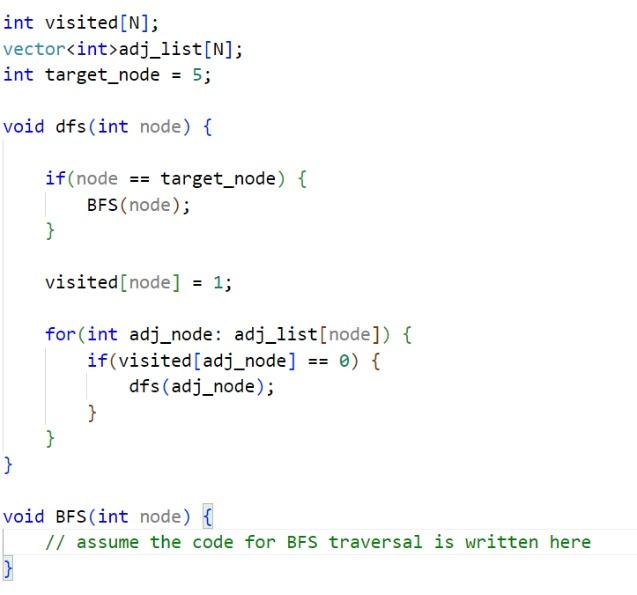 int visited[N];
vector<int>adj_list[N];
int target_node = 5;
void dfs(int node) {
if(node == target_node) {
BFS(node);
}
visited[node] = 1;
for(int adj_node: adj_list[node]) {
if(visited[adj_node] == 0) {
dfs(adj_node);
}
}
}
void BFS(int node) {
// assume the code for BFS traversal is written here
}